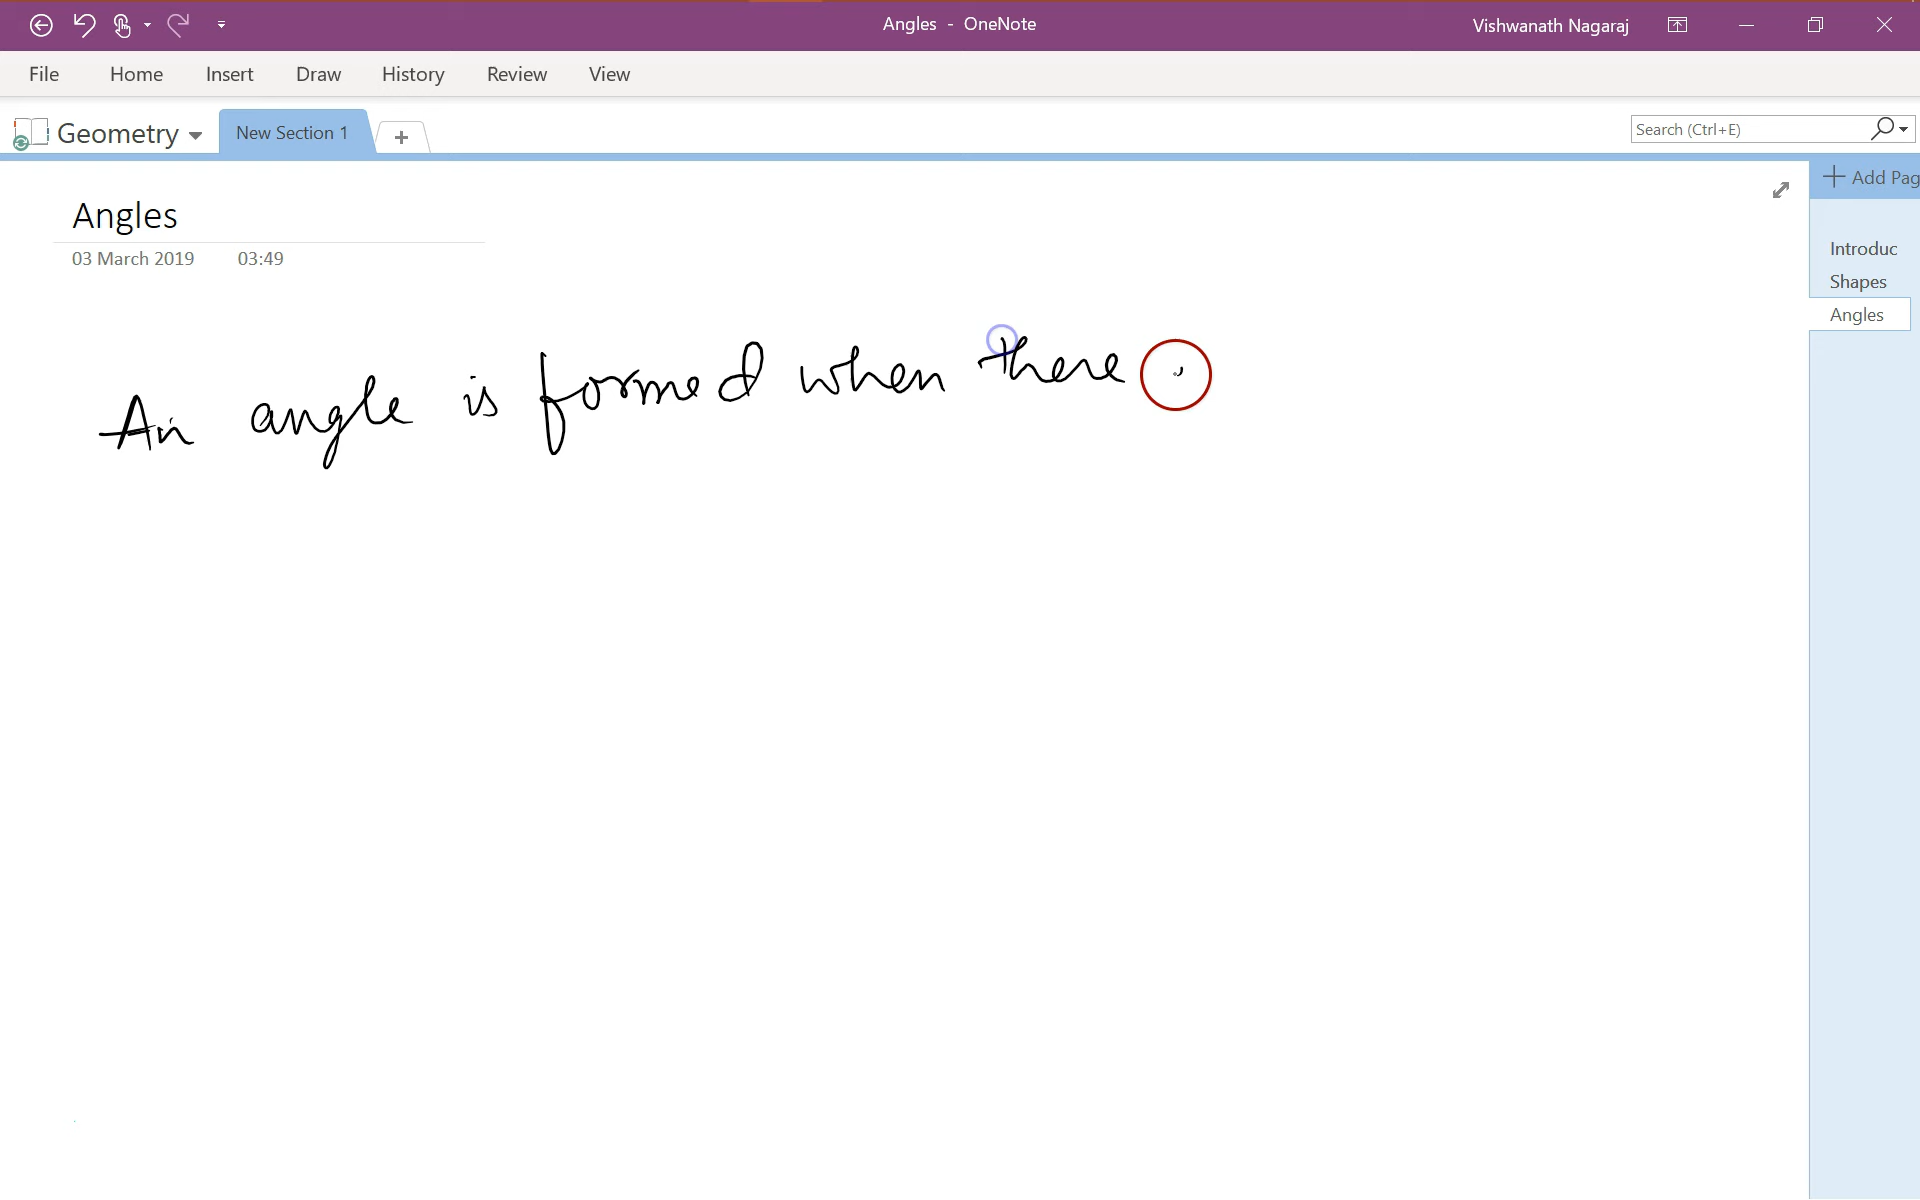 Angles - OneNote
Vishwanath Nagaraj
File Home Insert Draw History Review View
Geometry
New Section 1
+
Search (Ctrl+E)
Add Pag
Introduc
Shapes
Angles
Angles
03 March 2019 03:49
An angle is formed when there